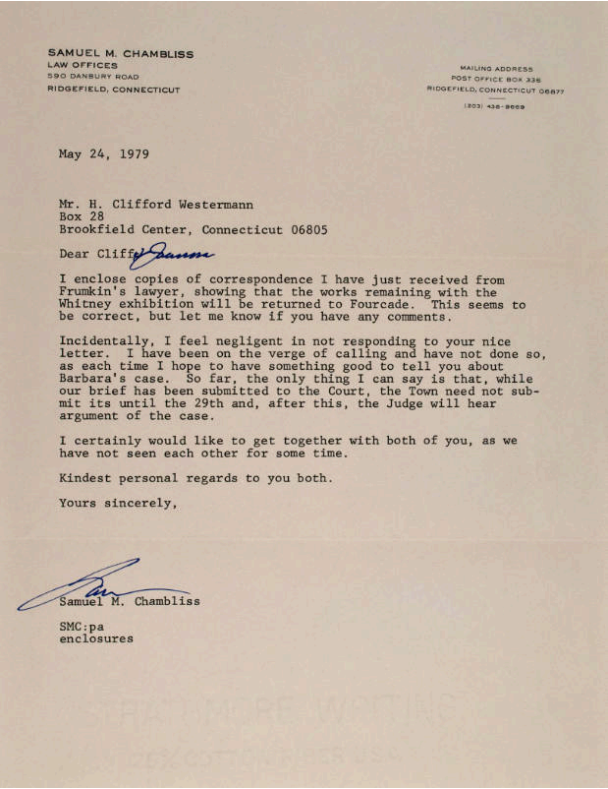 SAMUEL M. CHAMBLISS
LAW OFFICES
590 DANBURY ROAD
RIDGEFIELD, CONNECTICUT
MAILING ADDRESS
POST OFFICE BOX 336
RIDGEFIELD, CONNECTICUT 06877
(203)
May 24, 1979
Mr. H. Clifford Westermann
Box 28
Brookfield Center, Connecticut 06805
Dear Cliff & Joanna
I enclose copies of correspondence I have just received from
Frumkin's lawyer, showing that the works remaining with the
Whitney exhibition will be returned to Fourcade.  This seems to
be correct, but let me know if you have any comments.
Incidentally, I feel negligent in not responding to your nice
letter.  I have been on the verge of calling and have not done so,
as each time I hope to have something good to tell you about
Barbara's case.  So far, the only thing I can say is that, while
our brief has been submitted to the Court, the Town need not sub-
mit its until the 29th and, after this, the Judge will hear
argument of the case.
I certainly would like to get together with both of you, as we
have not seen each other for some time.
Kindest personal regards to you both.
Yours sincerely,
Sam
Samuel M. Chambliss
SMC:pa
enclosures